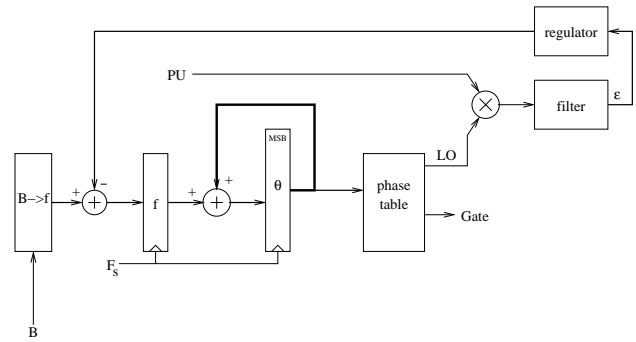 regulator
PU
ε
filter
MSB
LO
+
−
+
+
B−>f
+
f
+
θ
phase
table
Gate
F
s
B